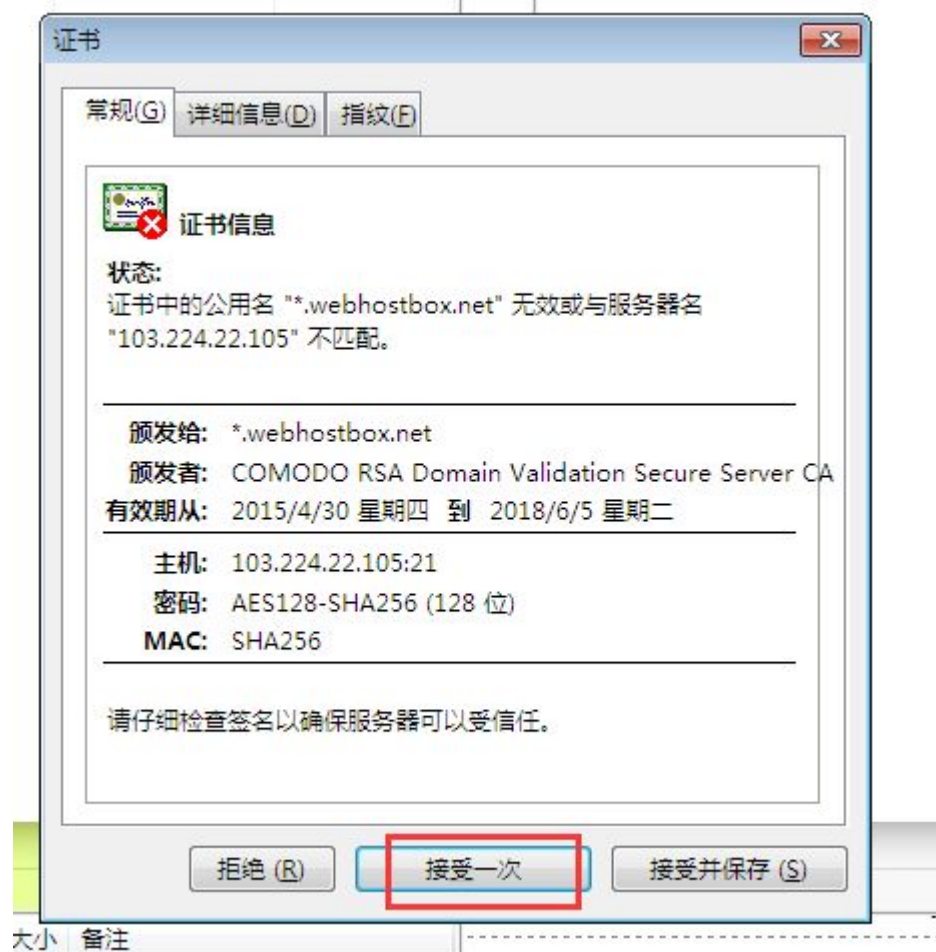 证书
常规(G) 详细信息(D) 指纹(F)
证书信息
状态:
证书中的公用名 "*.webhostbox.net" 无效或与服务器名
"103.224.22.105" 不匹配。
颁发给: *.webhostbox.net
颁发者: COMODO RSA Domain Validation Secure Server CA
有效期从: 2015/4/30 星期四 到 2018/6/5 星期二
主机: 103.224.22.105:21
密码: AES128-SHA256 (128 位)
MAC: SHA256
请仔细检查签名以确保服务器可以受信任。
拒绝 (R) 接受一次 接受并保存 (S)
大小 备注